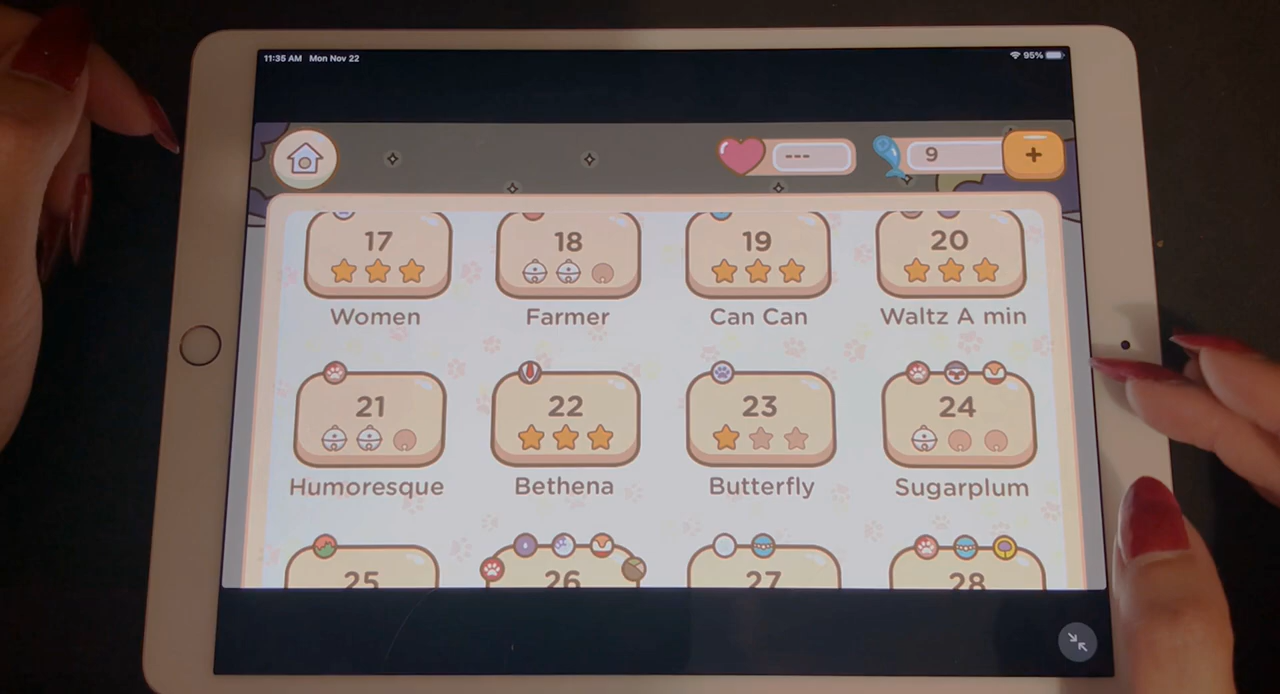 11:35 AM Mon Nov 22
95%
---
9
+
17
18
19
20
Women
Farmer
Can Can
Waltz A min
21
22
23
24
Humoresque
Bethena
Butterfly
Sugarplum
25
26
27
28